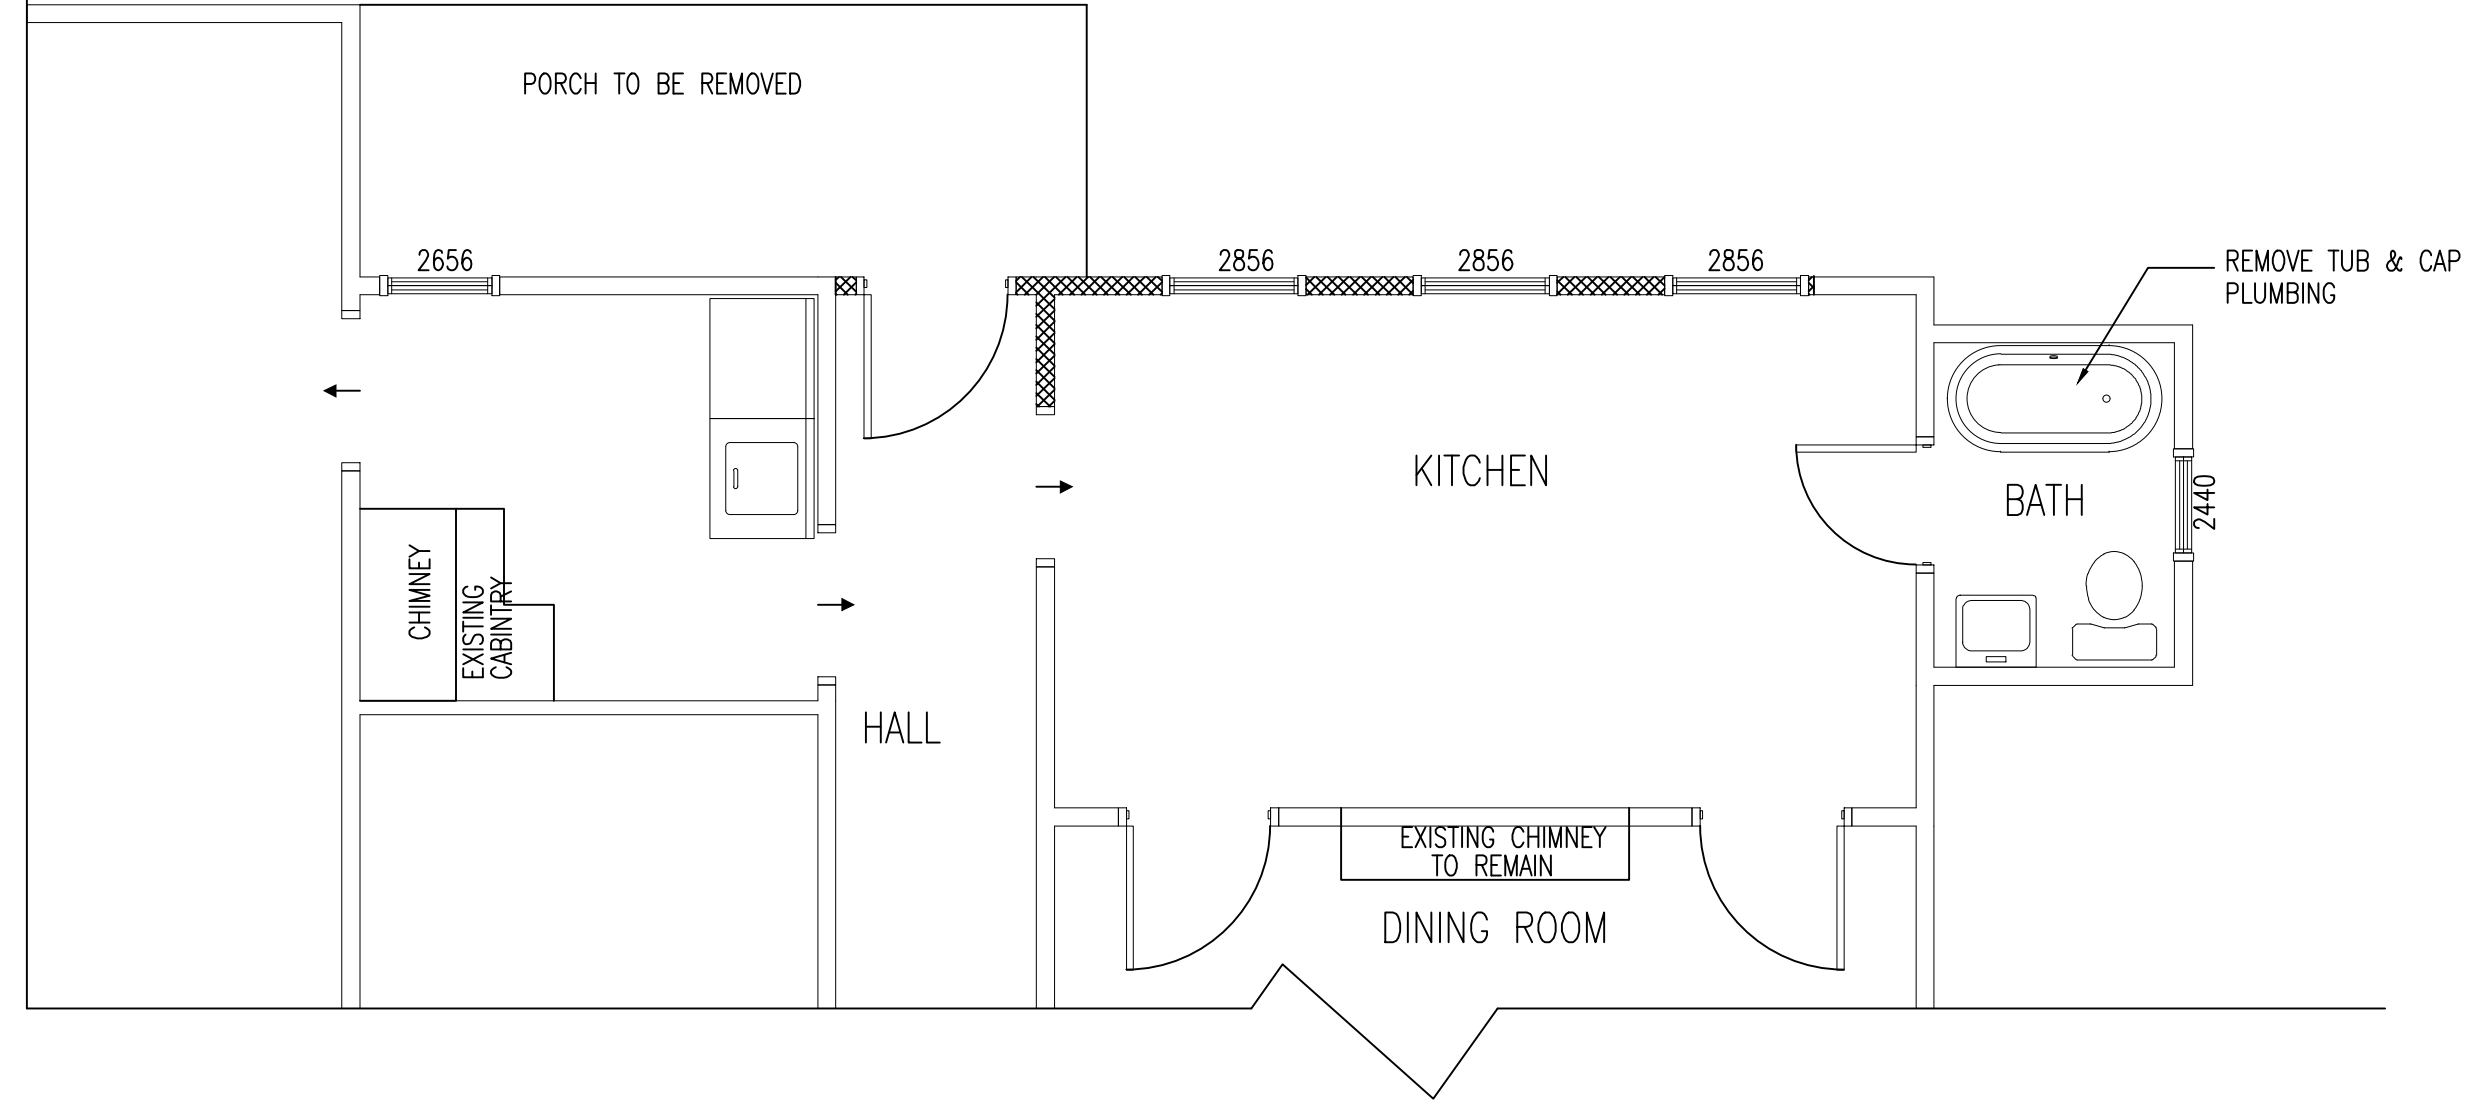 PORCH TO BE REMOVED
2656
2856
2856
2856
REMOVE TUB & CAP
PLUMBING
KITCHEN
BATH
2440
CHIMNEY
EXISTING
CABINTRY
HALL
EXISTING CHIMNEY
TO REMAIN
DINING ROOM